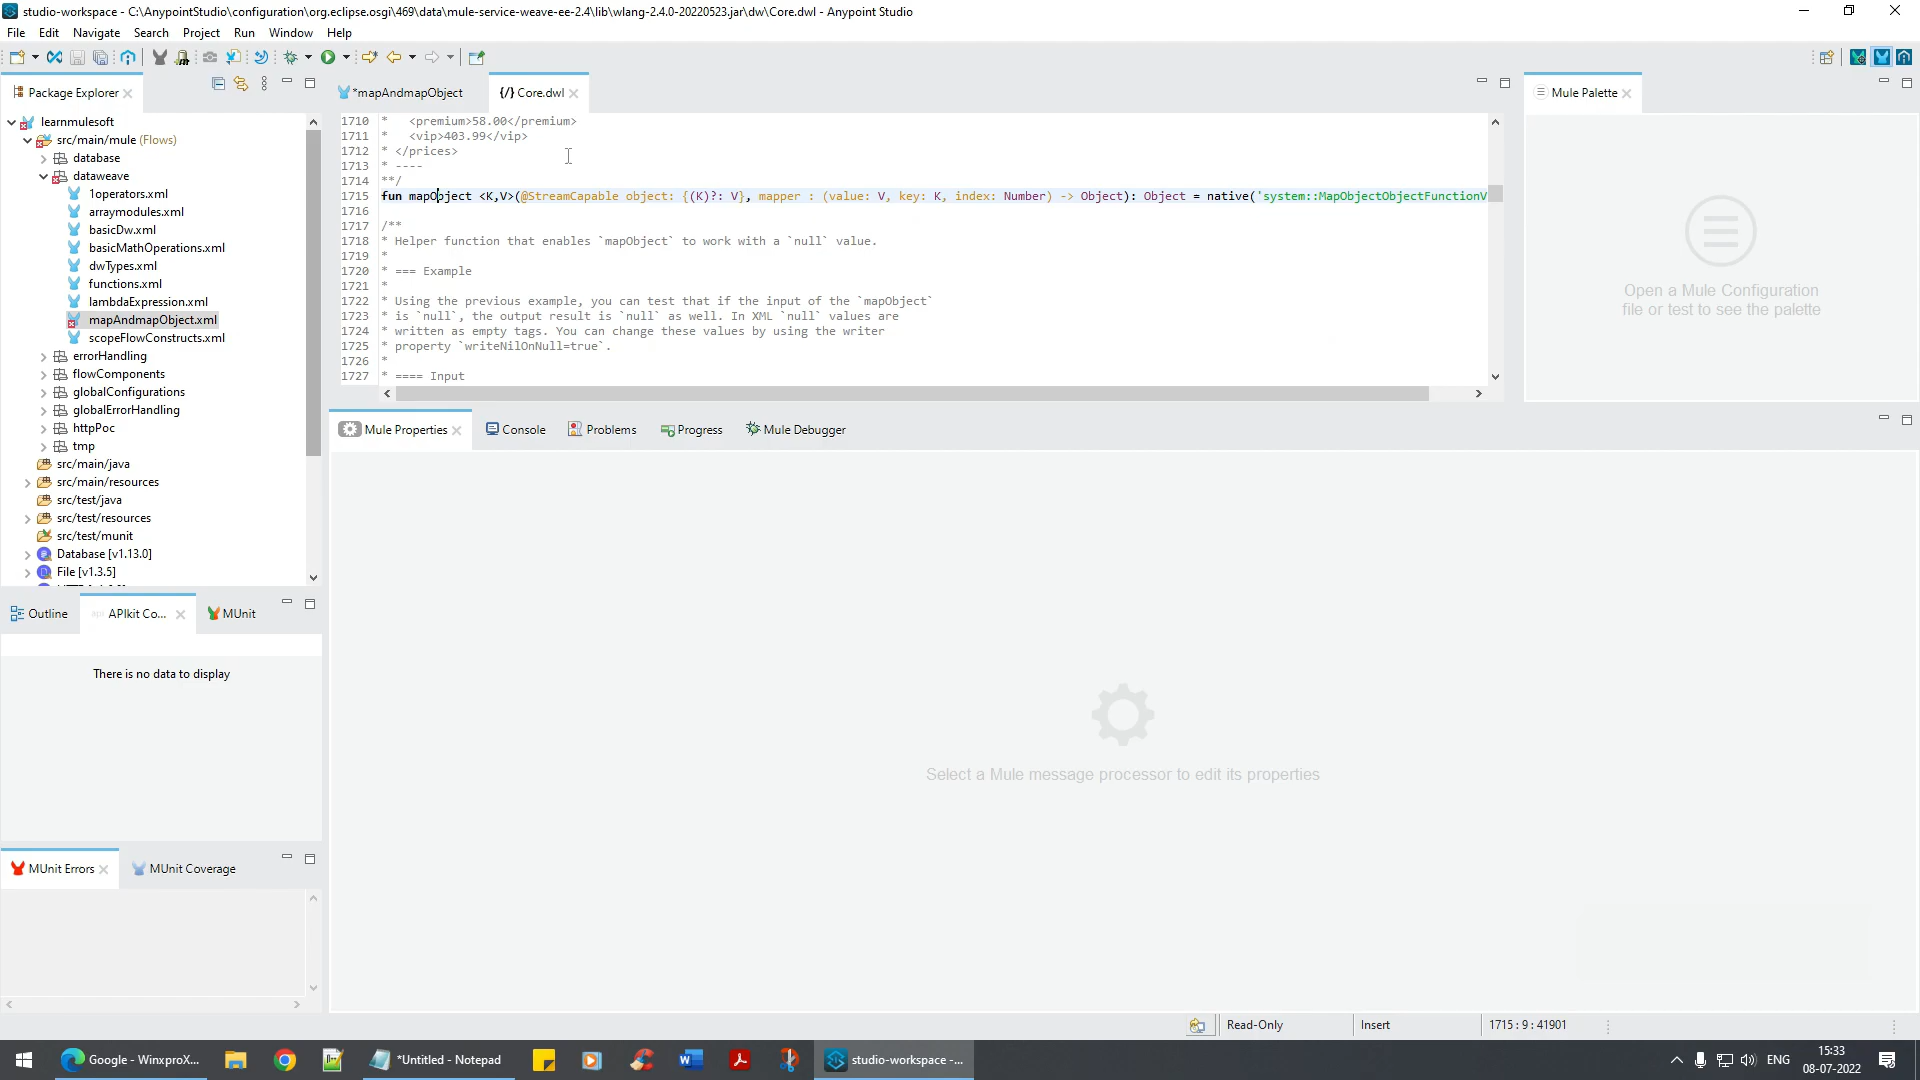 studio-workspace - C:\AnypointStudio\configuration\org.eclipse.osgi\469\data\mule-service-weave-ee-2.4\lib\wlang-2.4.0-20220523.jar\dw\Core.dwl - Anypoint Studio
File Edit Navigate Search Project Run Window Help
Package Explorer
learnmulesoft
src/main/mule (Flows)
database
dataweave
1operators.xml
arraymodules.xml
basicDw.xml
basicMathOperations.xml
dwTypes.xml
functions.xml
lambdaExpression.xml
mapAndmapObject.xml
scopeFlowConstructs.xml
errorHandling
flowComponents
globalConfigurations
globalErrorHandling
httpPoc
tmp
src/main/java
src/main/resources
src/test/java
src/test/resources
src/test/munit
Database [v1.13.0]
File [v1.3.5]
*mapAndmapObject
{/} Core.dwl
1710 *   <premium>58.00</premium>
1711 *   <vip>403.99</vip>
1712 * </prices>
1713 * ----
1714 **/
1715 fun mapObject <K,V>(@StreamCapable object: {(K)?: V}, mapper : (value: V, key: K, index: Number) -> Object): Object = native('system::MapObjectObjectFunctionV
1716
1717 /**
1718 * Helper function that enables `mapObject` to work with a `null` value.
1719 *
1720 * === Example
1721 *
1722 * Using the previous example, you can test that if the input of the `mapObject`
1723 * is `null`, the output result is `null` as well. In XML `null` values are
1724 * written as empty tags. You can change these values by using the writer
1725 * property `writeNilOnNull=true`.
1726 *
1727 * ==== Input
Mule Palette
Open a Mule Configuration
file or test to see the palette
Mule Properties
Console
Problems
Progress
Mule Debugger
Select a Mule message processor to edit its properties
Outline
APIkit Co...
MUnit
There is no data to display
MUnit Errors
MUnit Coverage
Read-Only
Insert
1715 : 9 : 41901
Google - WinxproX...
*Untitled - Notepad
studio-workspace -...
ENG
15:33
08-07-2022